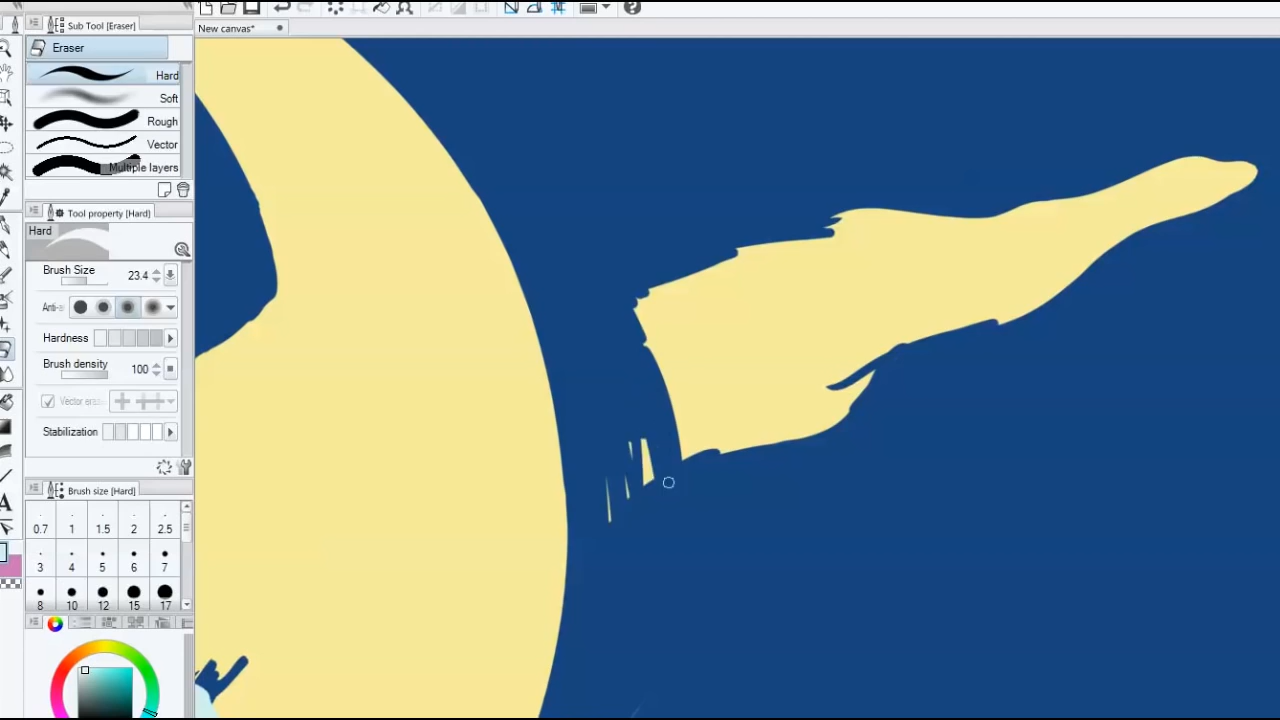 Sub Tool [Eraser]
New canvas*
Eraser
Hard
Soft
Rough
Vector
Multiple layers
Tool property [Hard]
Hard
Brush Size 23.4
Hardness
Brush density 100
Vector
Stabilization
Brush size [Hard]
0.7 1 1.5 2 2.5
3 4 5 6 7
8 10 12 15 17
A